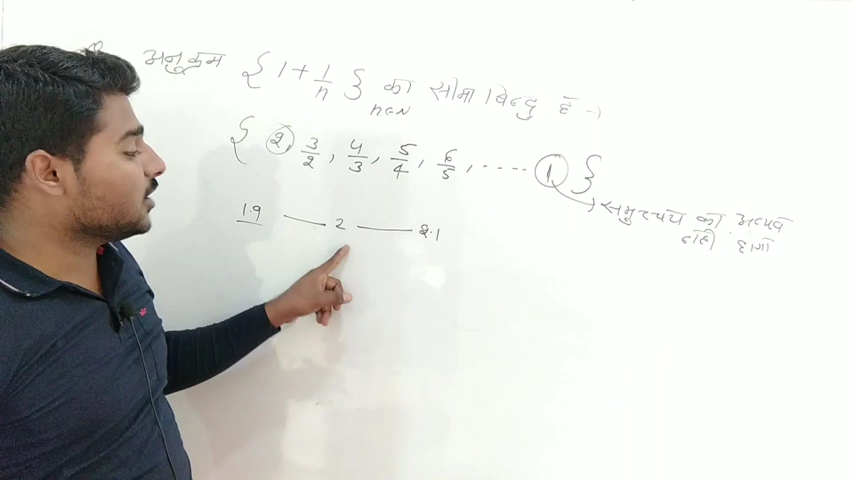 अनुक्रम { 1 + 1/n } n∈N का सीमा बिन्दु है →
{ 2, 3/2, 4/3, 5/4, 6/5, ---- 1 }
→ समुच्चय का
नही होगा
1.9 —— 2 —— 2.1